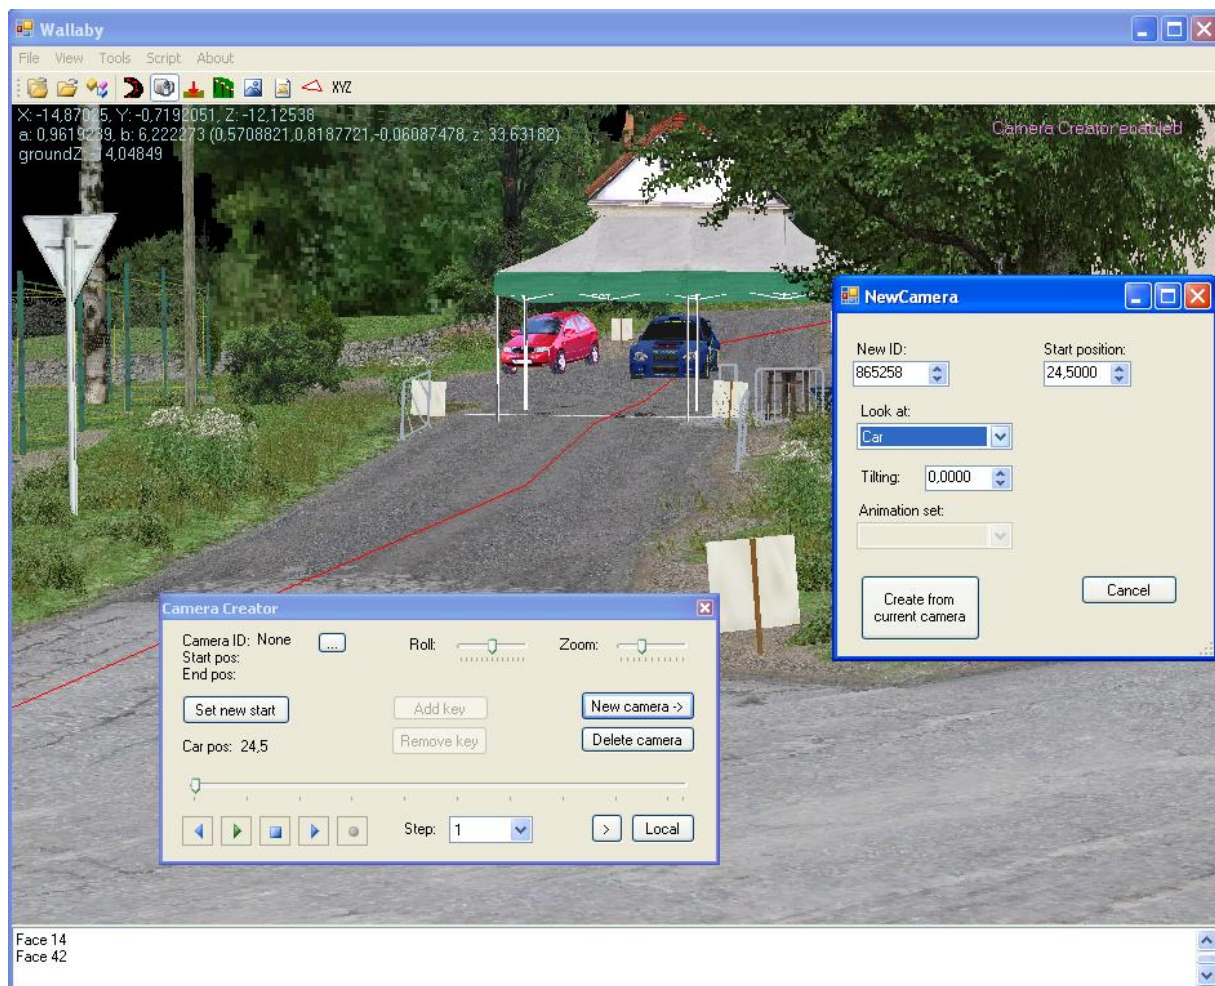 Wallaby
File View Tools Script About
XYZ
X: -14,87025, Y: -0,7192051, Z: -12,12538
a: 0,9619239, b: 6,222273 (0,5708821,0,8187721,-0,06087478, z: 33,63182)
groundZ: -14,04849
Camera Creator enabled
NewCamera
New ID:
Start position:
865258
24,5000
Look at:
Car
Tilting: 0,0000
Animation set:
Create from
current camera
Cancel
Camera Creator
Camera ID: None ...
Roll:
Zoom:
Start pos:
End pos:
Set new start
Add key
New camera ->
Car pos: 24,5
Remove key
Delete camera
Step: 1
>
Local
Face 14
Face 42